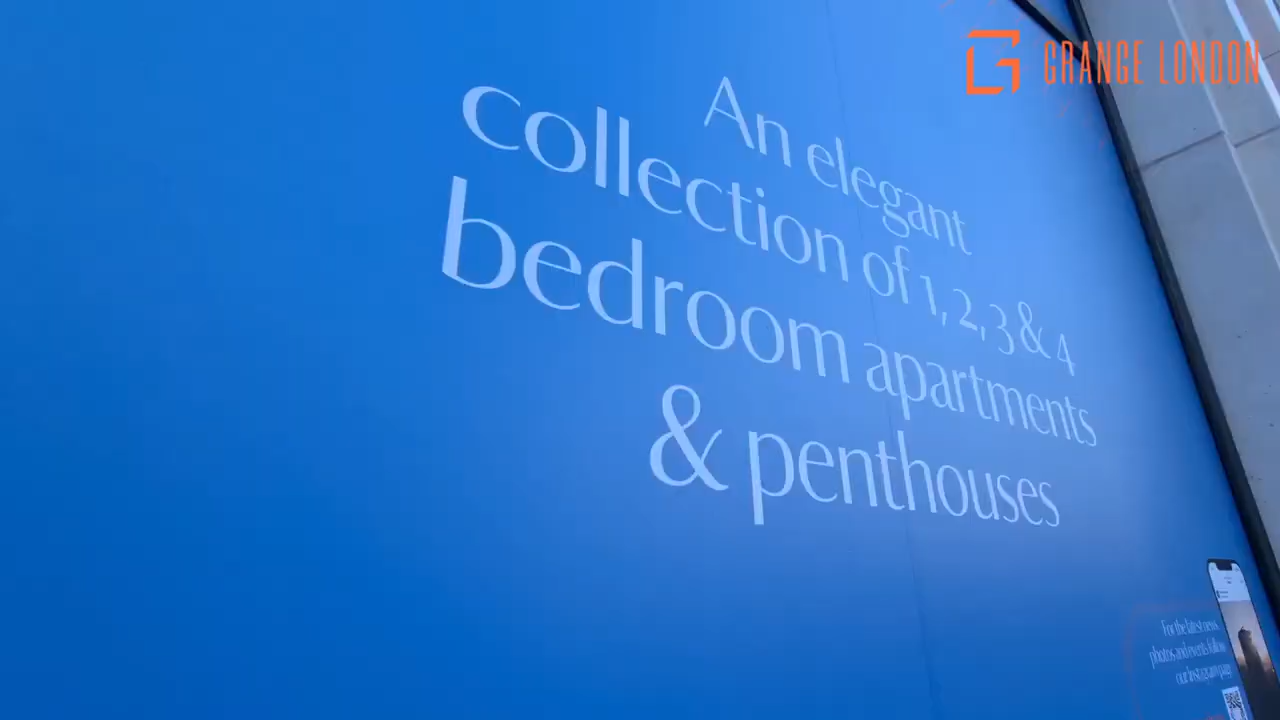 GRANGE LONDON
An elegant
collection of 1, 2, 3 & 4
bedroom apartments
& penthouses
For the latest news,
photos and events follow
our Instagram page